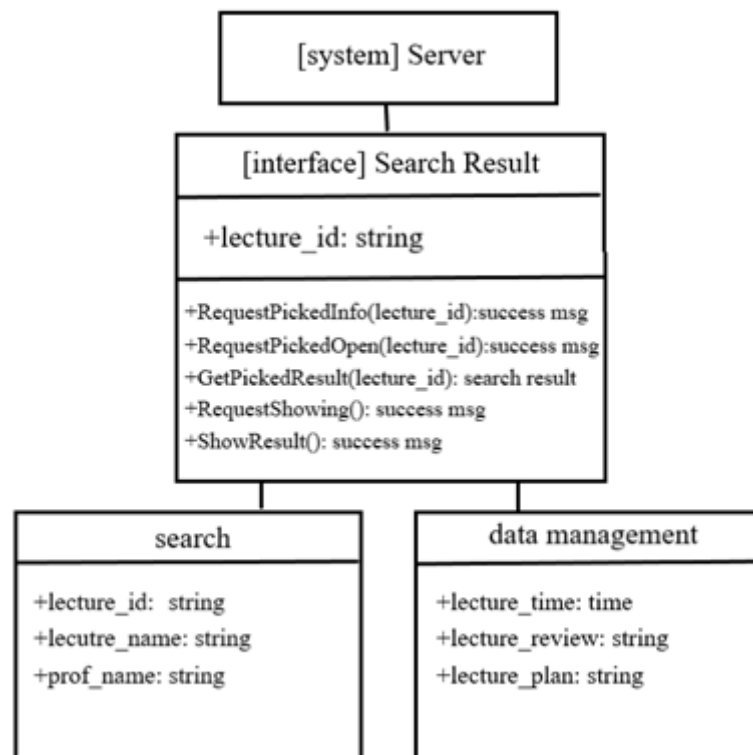 [system] Server
[interface] Search Result
+lecture_id: string
+RequestPickedInfo(lecture_id):success msg
+RequestPickedOpen(lecture_id):success msg
+GetPickedResult(lecture_id): search result
+RequestShowing(): success msg
+ShowResult(): success msg
search
+lecture_id: string
+lecutre_name: string
+prof_name: string
data management
+lecture_time: time
+lecture_review: string
+lecture_plan: string